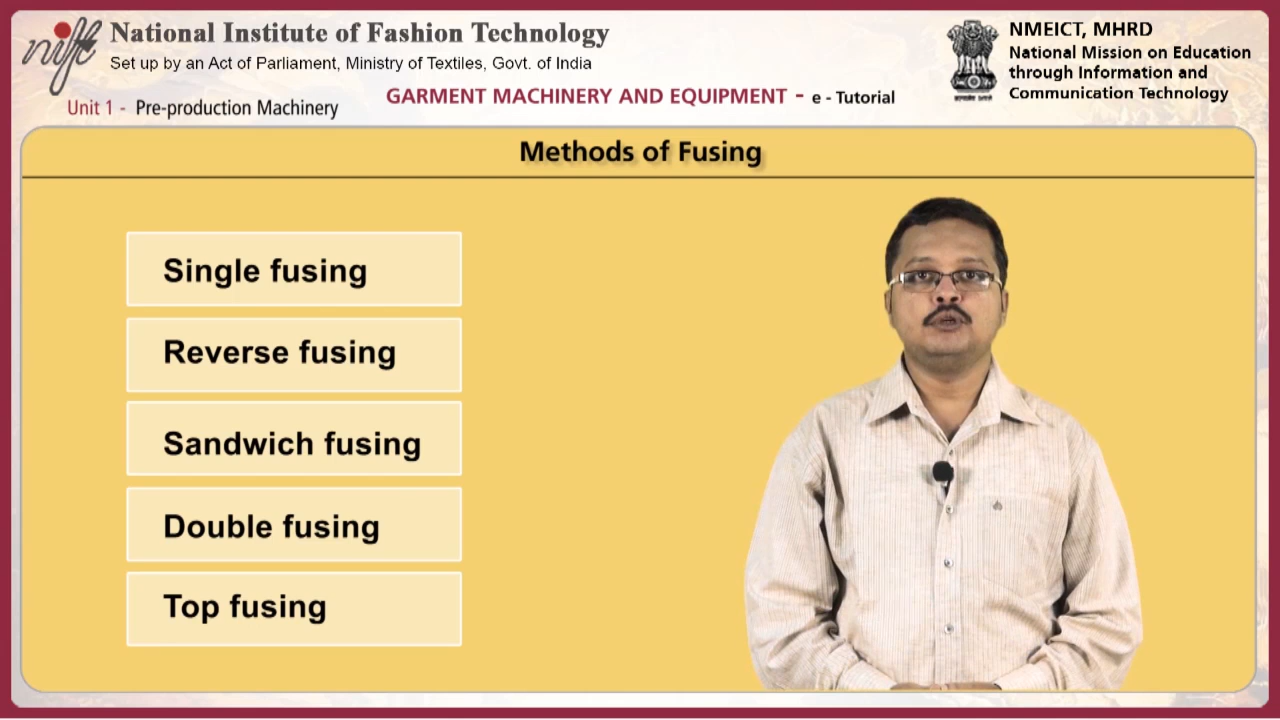 nift
National Institute of Fashion Technology
Set up by an Act of Parliament, Ministry of Textiles, Govt. of India
Unit 1 - Pre-production Machinery
GARMENT MACHINERY AND EQUIPMENT - e - Tutorial
NMEICT, MHRD
National Mission on Education
through Information and
Communication Technology
Methods of Fusing
Single fusing
Reverse fusing
Sandwich fusing
Double fusing
Top fusing